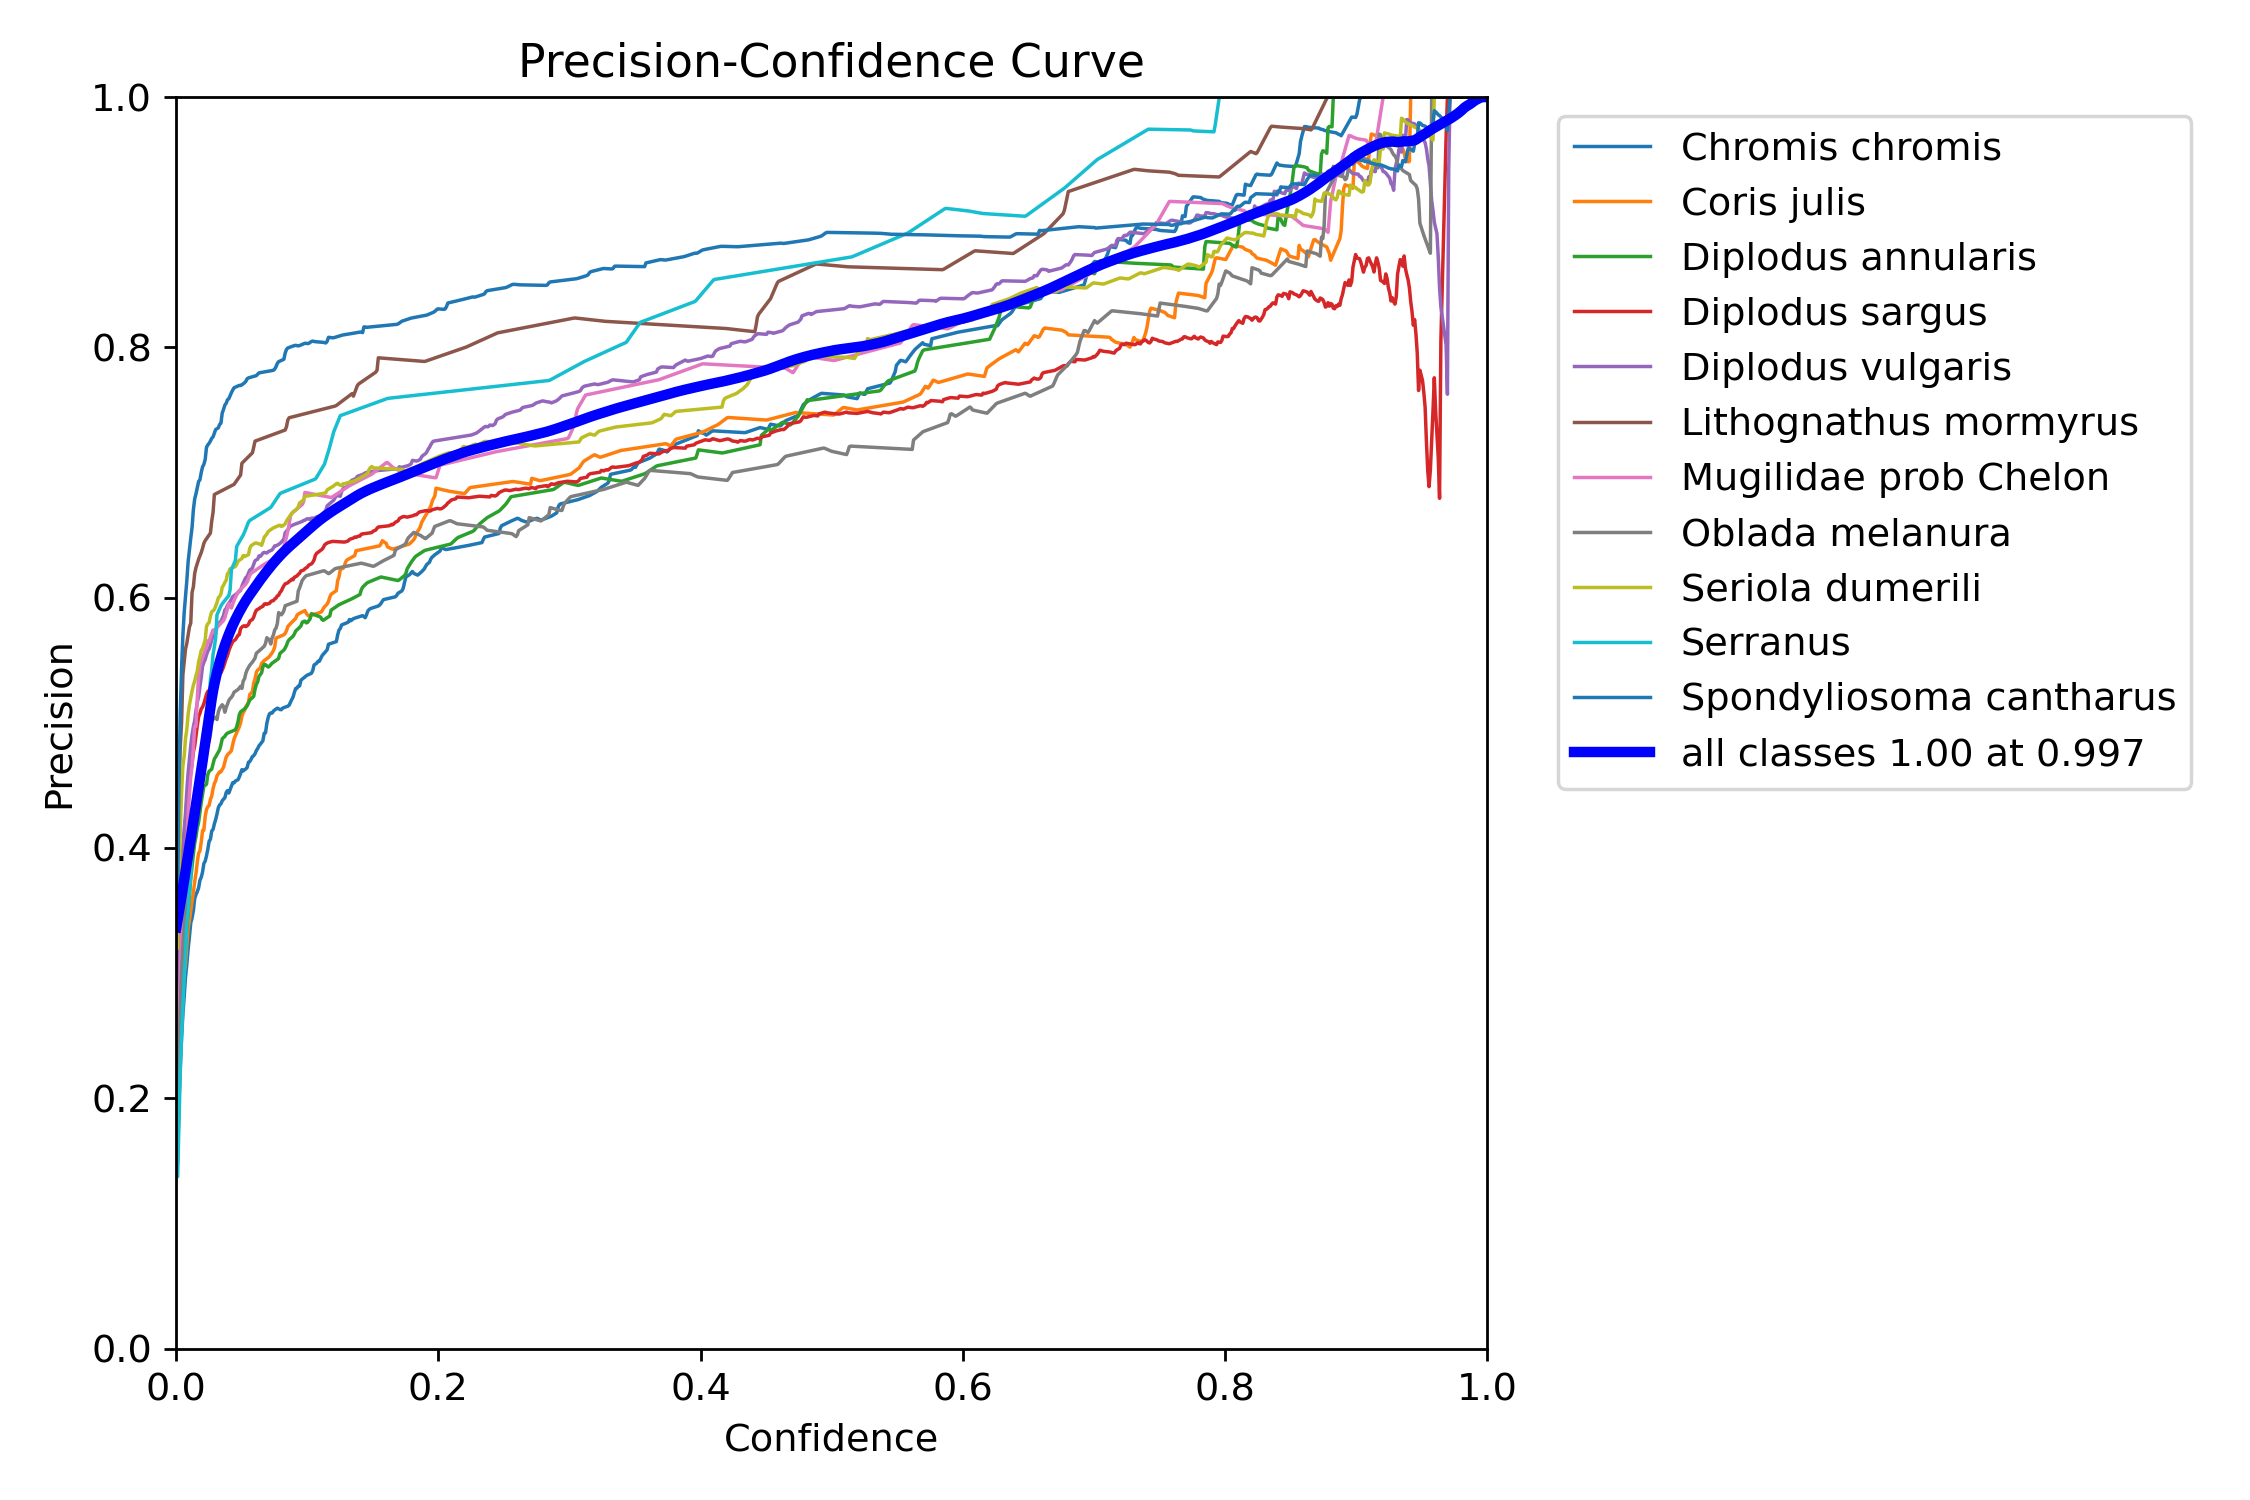 Precision-Confidence Curve
1.0
0.8
0.6
0.4
0.2
0.0
Precision
0.0 0.2 0.4 0.6 0.8 1.0
Confidence
Chromis chromis
Coris julis
Diplodus annularis
Diplodus sargus
Diplodus vulgaris
Lithognathus mormyrus
Mugilidae prob Chelon
Oblada melanura
Seriola dumerili
Serranus
Spondyliosoma cantharus
all classes 1.00 at 0.997